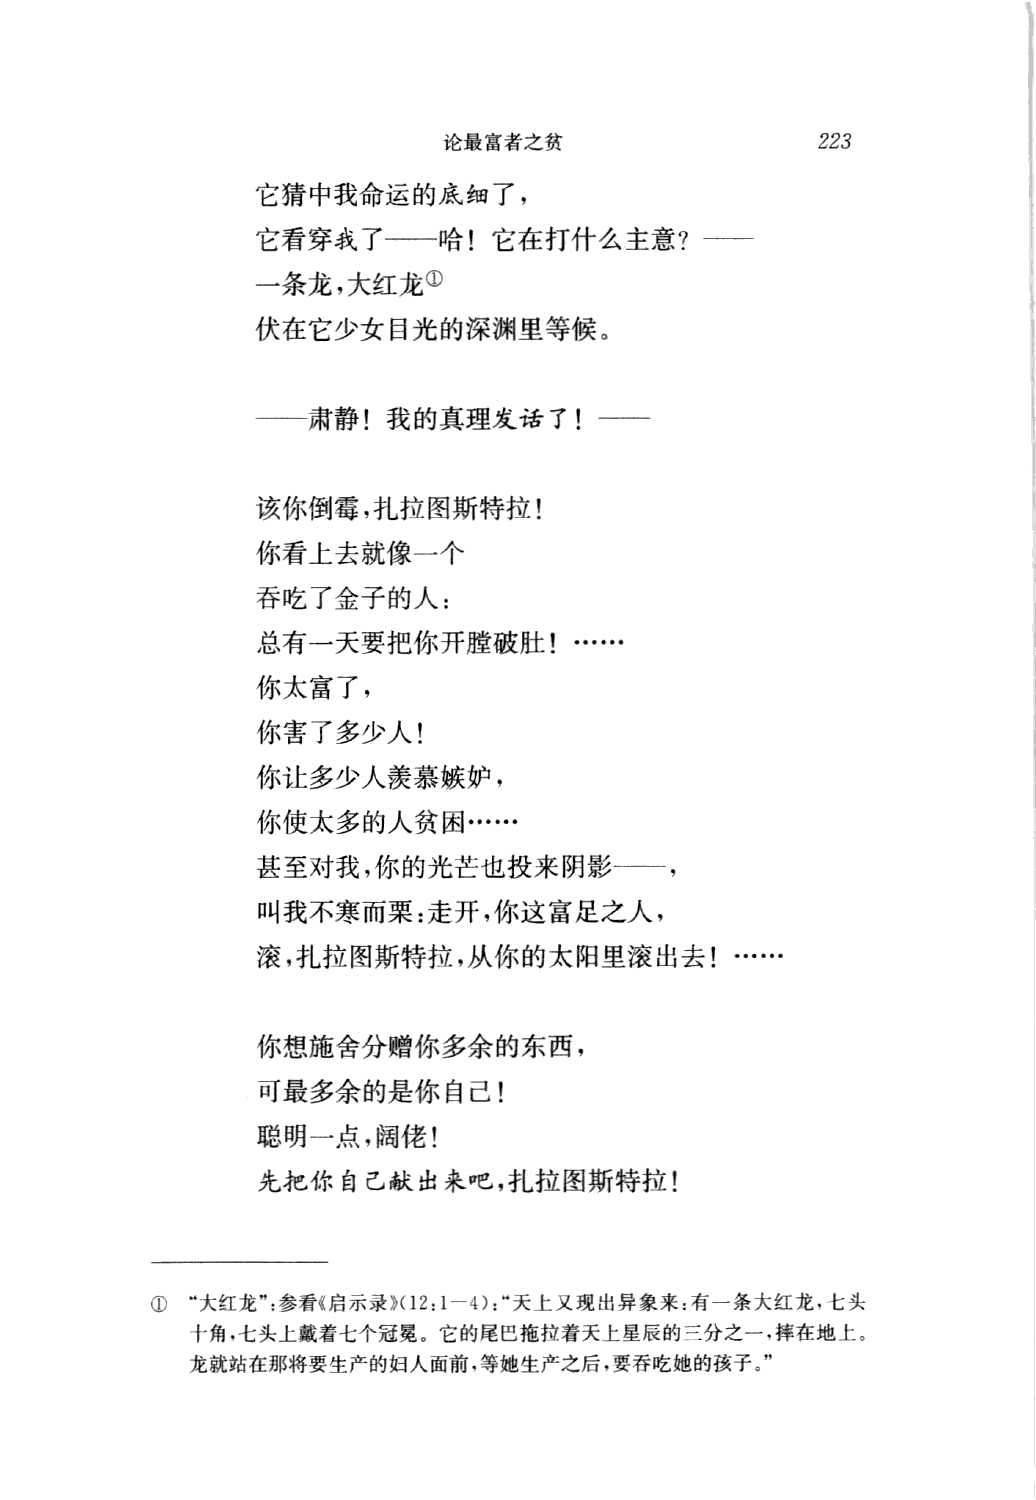 论最富者之贫 223
它猜中我命运的底细了，
它看穿我了——哈！它在打什么主意？——
一条龙，大红龙①
伏在它少女目光的深渊里等候。
——肃静！我的真理发话了！——
该你倒霉，扎拉图斯特拉！
你看上去就像一个
吞吃了金子的人：
总有一天要把你开膛破肚！……
你太富了，
你害了多少人！
你让多少人羡慕嫉妒，
你使太多的人贫困……
甚至对我，你的光芒也投来阴影——，
叫我不寒而栗：走开，你这富足之人，
滚，扎拉图斯特拉，从你的太阳里滚出去！……
你想施舍分赠你多余的东西，
可最多余的是你自己！
聪明一点，阔佬！
先把你自己献出来吧，扎拉图斯特拉！
① “大红龙”：参看《启示录》(12:1—4)：“天上又现出异象来：有一条大红龙，七头
十角，七头上戴着七个冠冕。它的尾巴拖拉着天上星辰的三分之一，摔在地上。
龙就站在那将要生产的妇人面前，等她生产之后，要吞吃她的孩子。”